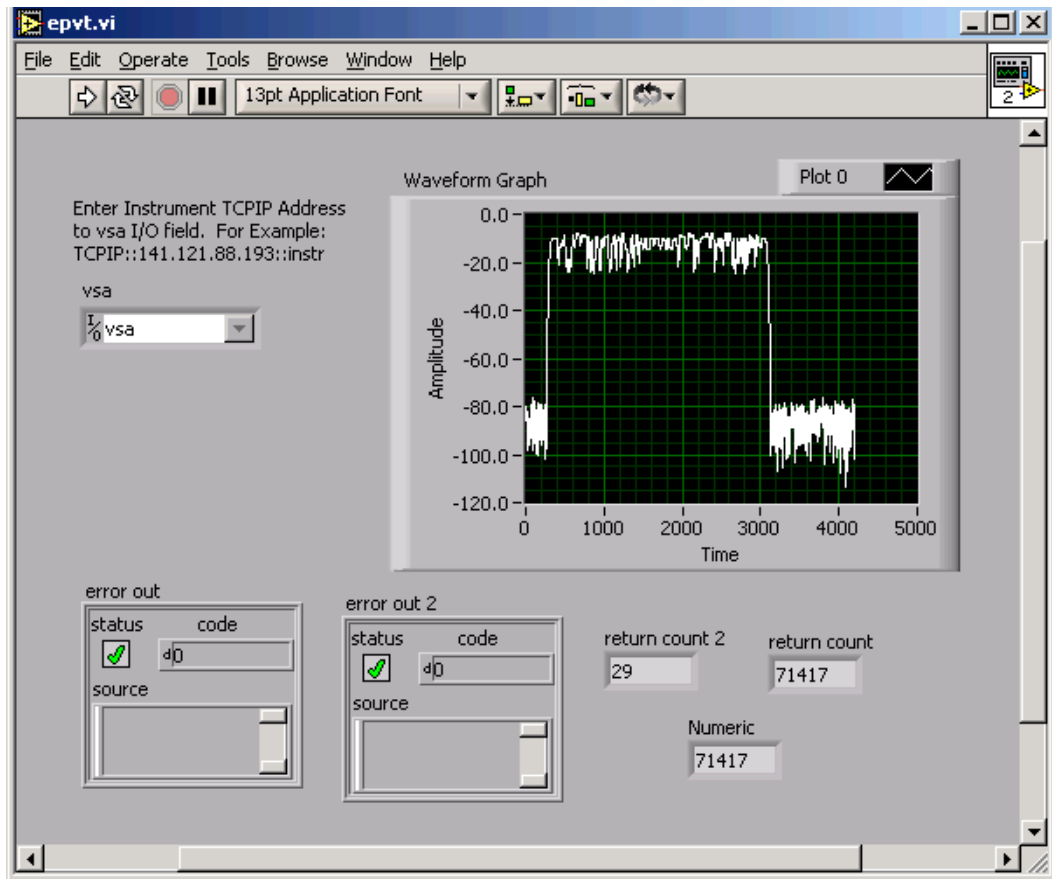 epvt.vi
File Edit Operate Tools Browse Window Help
13pt Application Font
2
Waveform Graph
Plot 0
Enter Instrument TCPIP Address
to vsa I/O field. For Example:
TCPIP::141.121.88.193::instr
vsa
I/O vsa
Amplitude
0.0
-20.0
-40.0
-60.0
-80.0
-100.0
-120.0
0 1000 2000 3000 4000 5000
Time
error out
status code
d 0
source
error out 2
status code
d 0
source
return count 2
29
return count
71417
Numeric
71417